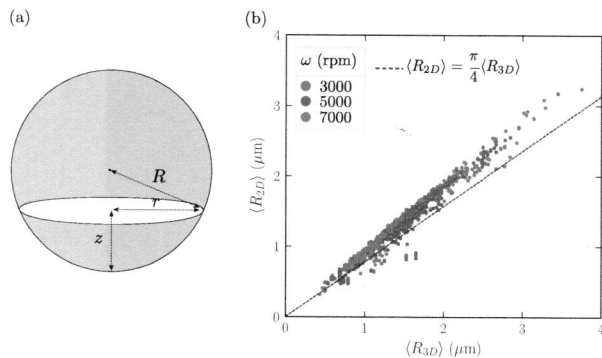 (a)
R
r
z
(b)
ω (rpm)
3000
5000
7000
⟨R₂D⟩ = π/4 ⟨R₃D⟩
⟨R₂D⟩ (μm)
4
3
2
1
0
0 1 2 3 4
⟨R₃D⟩ (μm)